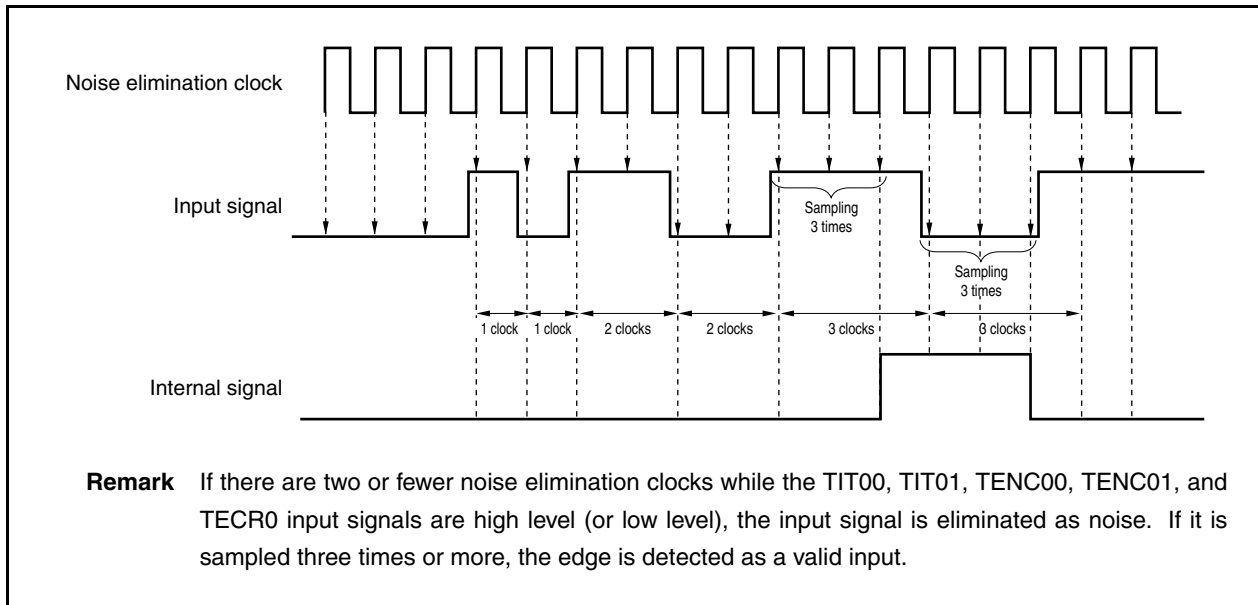 Noise elimination clock
Input signal
Sampling
3 times
Sampling
3 times
1 clock 1 clock 2 clocks 2 clocks 3 clocks 3 clocks
Internal signal
Remark If there are two or fewer noise elimination clocks while the TIT00, TIT01, TENC00, TENC01, and
TECR0 input signals are high level (or low level), the input signal is eliminated as noise. If it is
sampled three times or more, the edge is detected as a valid input.